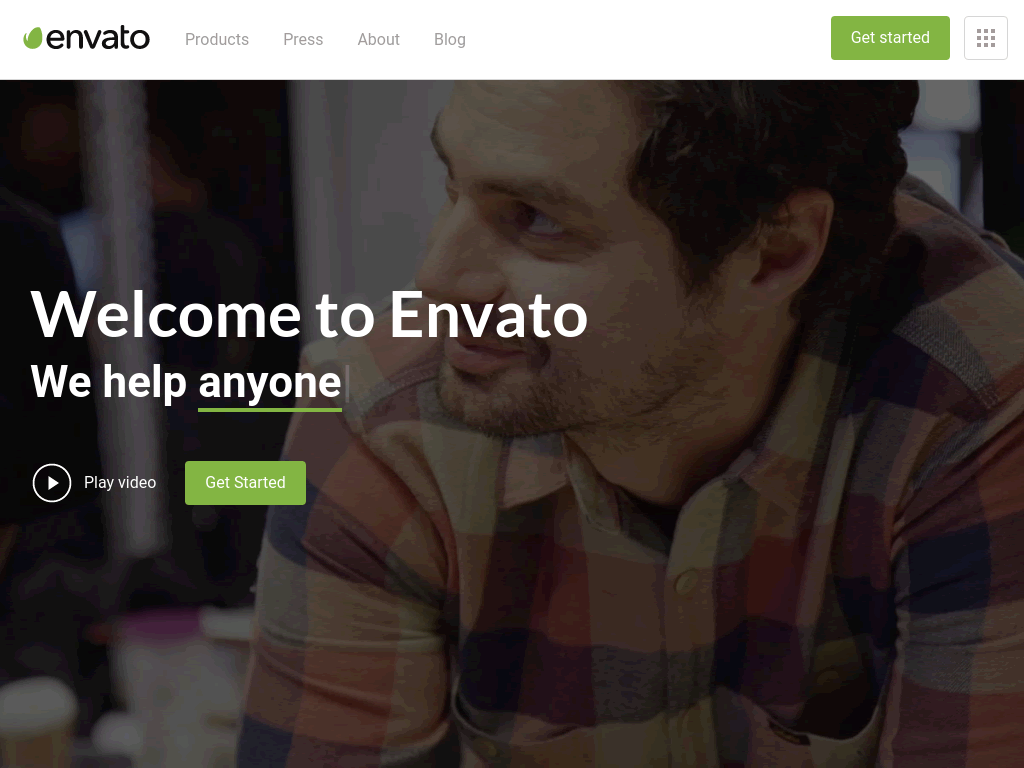 envato
Products
Press
About
Blog
Get started
Welcome to Envato
We help anyone
Play video
Get Started